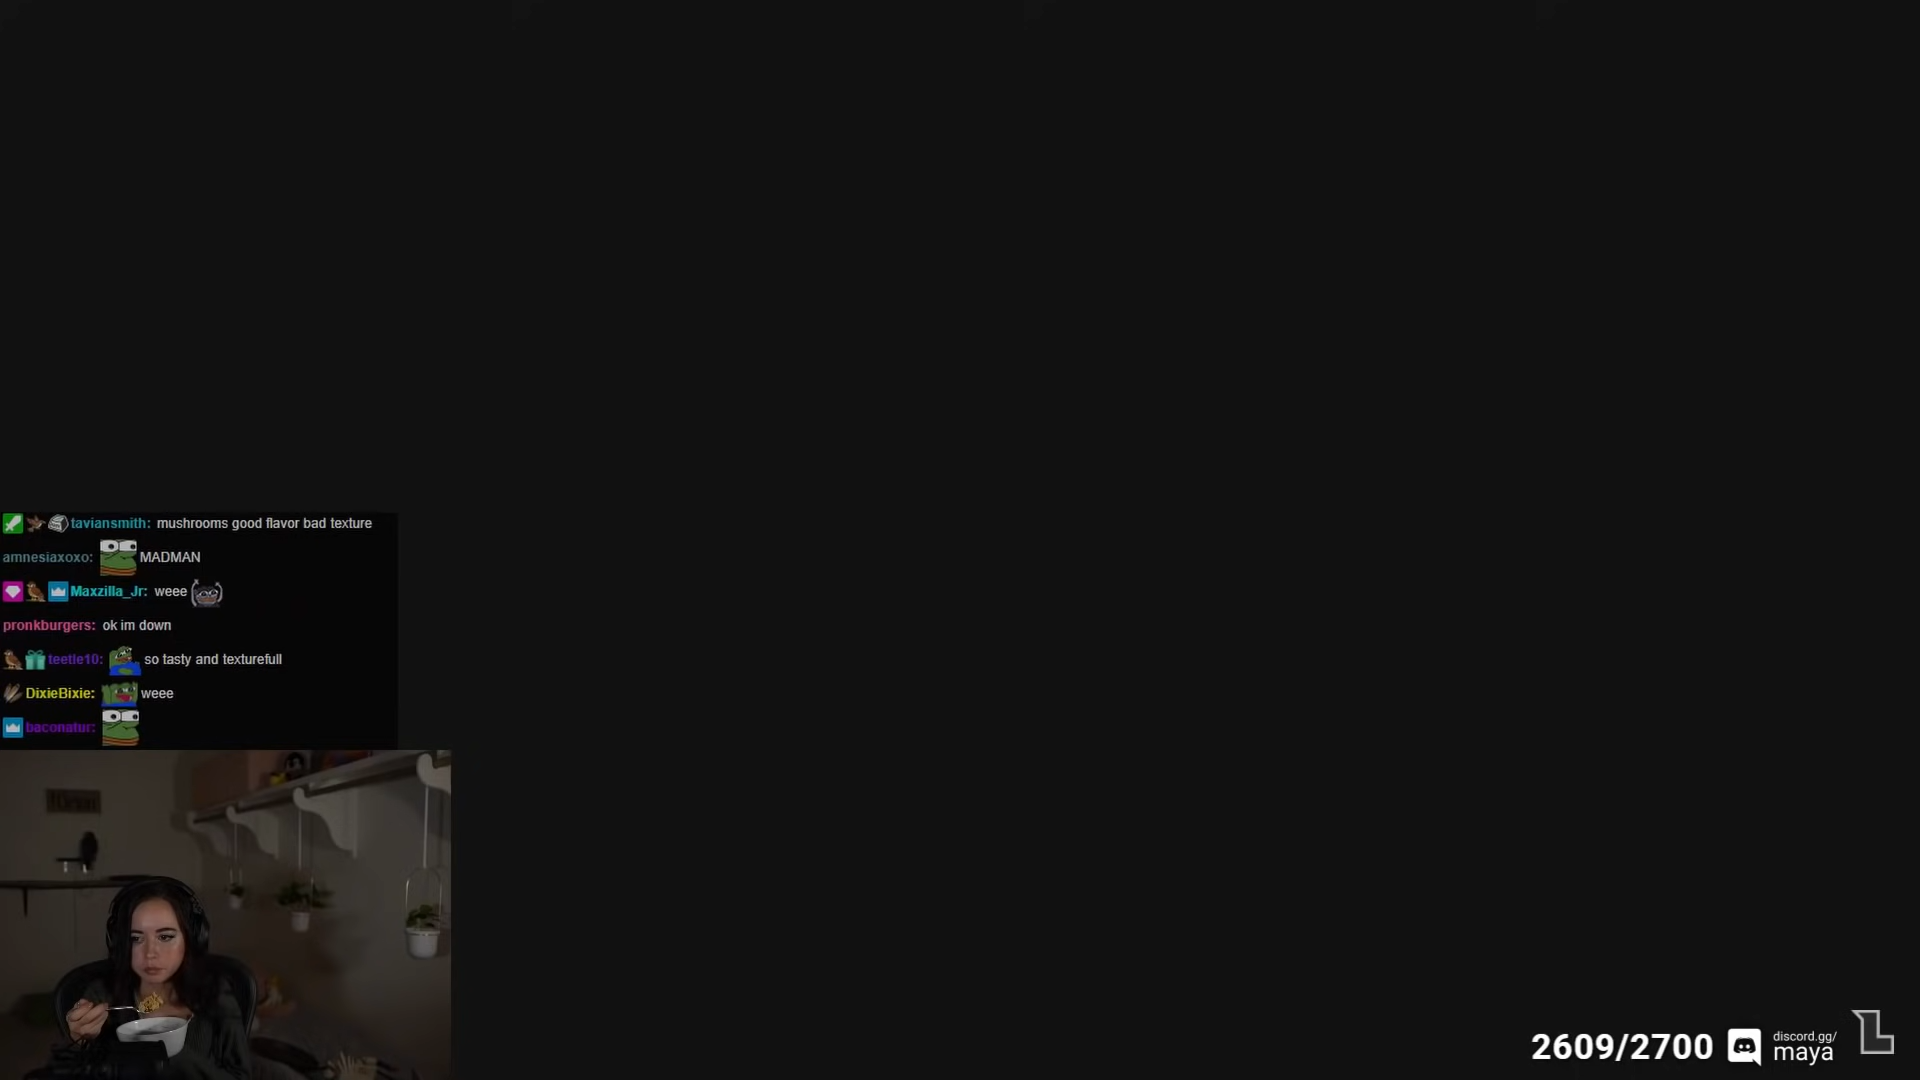 taviansmith: mushrooms good flavor bad texture
amnesiaxoxo: MADMAN
Maxzilla_Jr: weee
pronkburgers: ok im down
teetle10: so tasty and texturefull
DixieBixie: weee
baconatur:
2609/2700
discord.gg/
maya